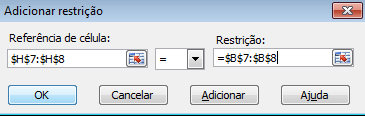 Adicionar restrição
Referência de célula:
Restrição:
$H$7:$H$8
=
=$B$7:$B$8
OK
Cancelar
Adicionar
Ajuda